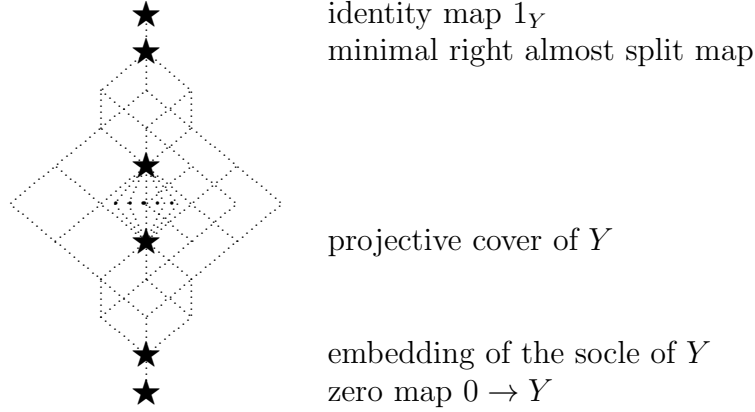 identity map 1_Y
minimal right almost split map
projective cover of Y
embedding of the socle of Y
zero map 0 → Y